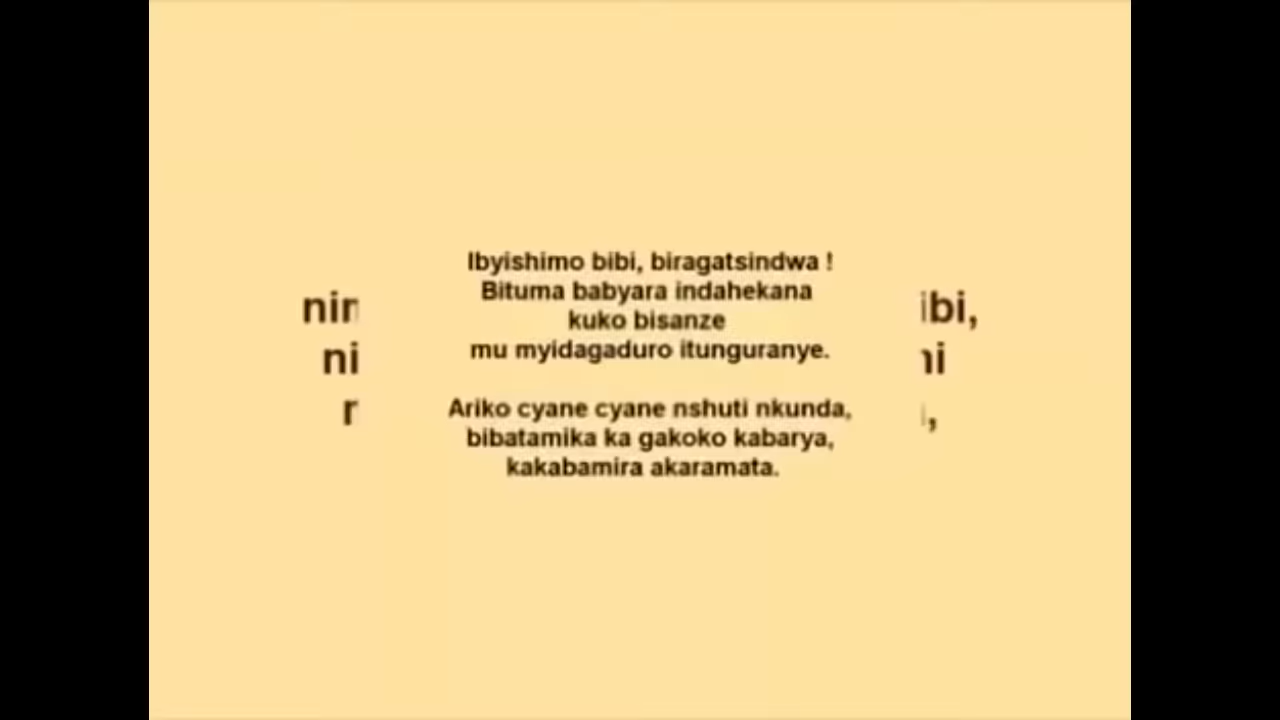 Ibyishimo bibi, biragatsindwa !
Bituma babyara indahekana
kuko bisanze
mu myidagaduro itunguranye.
Ariko cyane cyane nshuti nkunda,
bibatamika ka gakoko kabarya,
kakabamira akaramata.